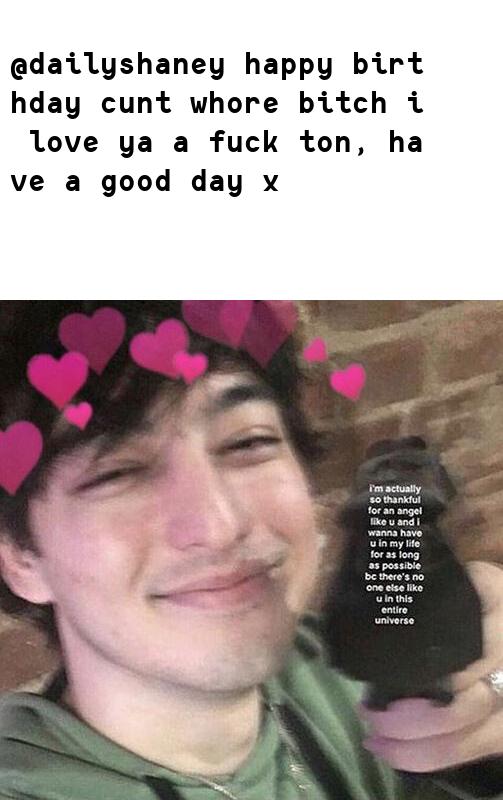 @dailyshaney happy birt
hday cunt whore bitch i
love ya a fuck ton, ha
ve a good day x
i'm actually
so thankful
for an angel
like u and i
wanna have
u in my life
for as long
as possible
bc there's no
one else like
u in this
entire
universe